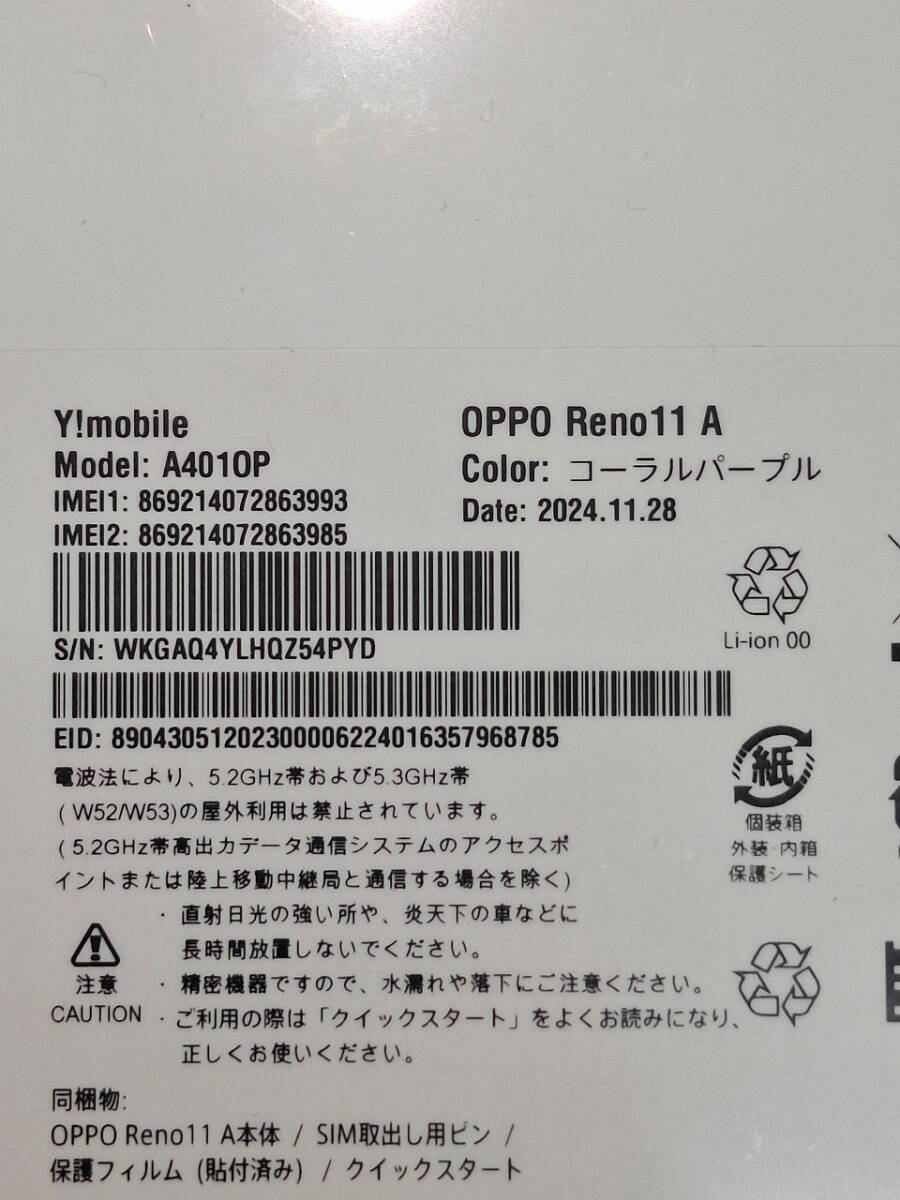 Y!mobile
OPPO Reno11 A
Model: A401OP
Color: コーラルパープル
IMEI1: 869214072863993
Date: 2024.11.28
IMEI2: 869214072863985
Li-ion 00
S/N: WKGAQ4YLHQZ54PYD
EID: 89043051202300006224016357968785
紙
個装箱
外装・内箱
保護シート
電波法により、5.2GHz帯および5.3GHz帯
( W52/W53)の屋外利用は禁止されています。
( 5.2GHz帯高出力データ通信システムのアクセスポ
イントまたは陸上移動中継局と通信する場合を除く)
注意
CAUTION
・ 直射日光の強い所や、炎天下の車などに
長時間放置しないでください。
・ 精密機器ですので、水濡れや落下にご注意ください。
・ご利用の際は「クイックスタート」をよくお読みになり、
正しくお使いください。
同梱物:
OPPO Reno11 A本体 / SIM取出し用ピン /
保護フィルム (貼付済み) / クイックスタート